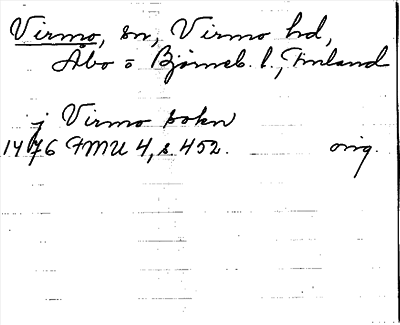 Virmo, sn, Virmo hd,
Åbo o Björneb. l., Finland
j Virmo sokn
1476 FMU 4, s. 452. orig.